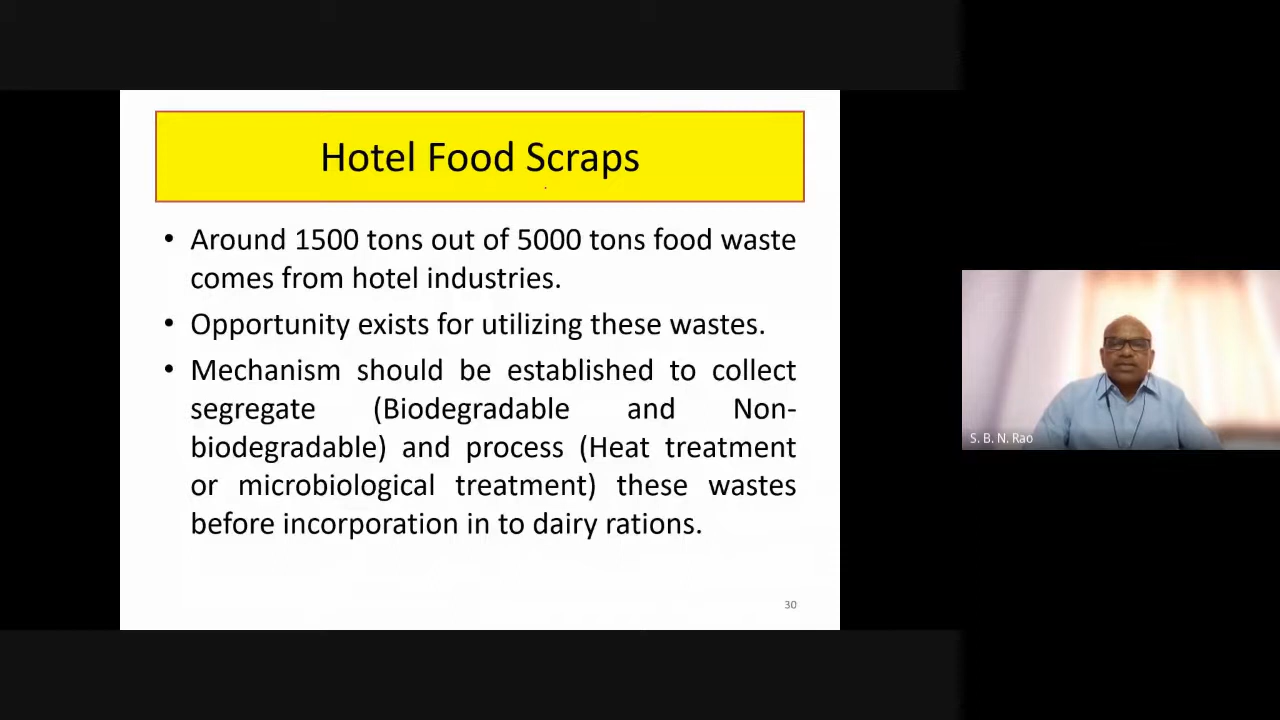 Hotel Food Scraps
• Around 1500 tons out of 5000 tons food waste
comes from hotel industries.
• Opportunity exists for utilizing these wastes.
• Mechanism should be established to collect
segregate (Biodegradable and Non-
biodegradable) and process (Heat treatment
or microbiological treatment) these wastes
before incorporation in to dairy rations.
30
S. B. N. Rao